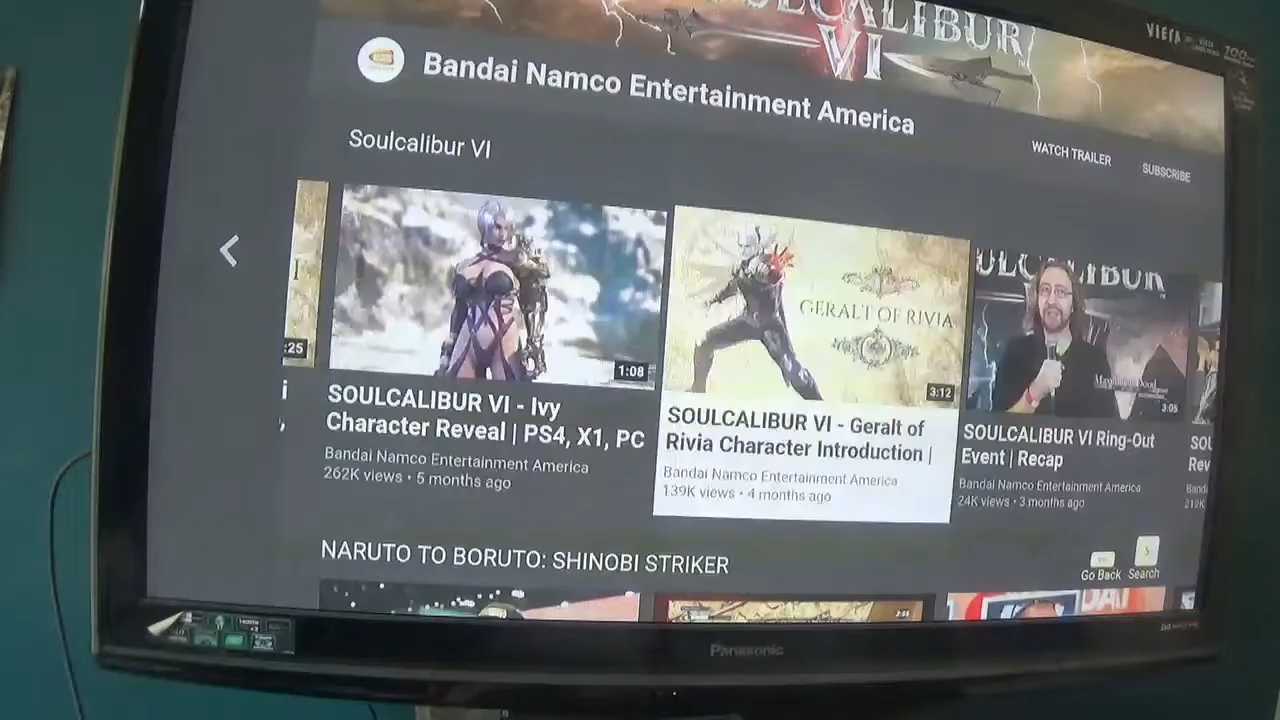 SOULCALIBUR
VI
VIERA
Bandai Namco Entertainment America
WATCH TRAILER
SUBSCRIBE
Soulcalibur VI
:25
1:08
GERALT OF RIVIA
3:12
3:05
SOULCALIBUR VI - Ivy
Character Reveal | PS4, X1, PC
Bandai Namco Entertainment America
262K views • 5 months ago
SOULCALIBUR VI - Geralt of
Rivia Character Introduction |
Bandai Namco Entertainment America
139K views • 4 months ago
SOULCALIBUR VI Ring-Out
Event | Recap
Bandai Namco Entertainment America
24K views • 3 months ago
SOU
Rev
Banda
NARUTO TO BORUTO: SHINOBI STRIKER
Go Back
S
Search
Panasonic